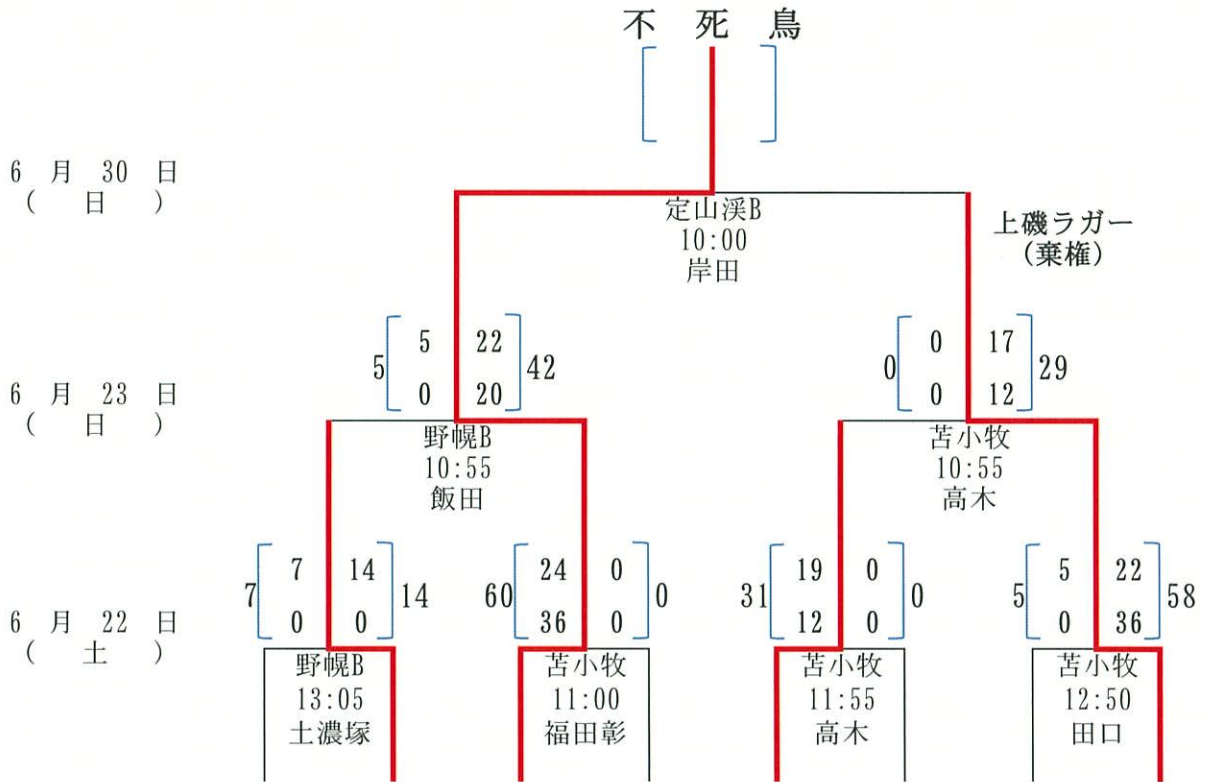 不 死 鳥
6 月 30 日
( 日 )
定山渓B
10:00
岸田
上磯ラガー
(棄権)
5 5 22 42
0 20
0 0 17 29
0 12
6 月 23 日
( 日 )
野幌B
10:55
飯田
苫小牧
10:55
高木
7 7 14 14
0 0
60 24 0 0
36 0
31 19 0 0
12 0
5 5 22 58
0 36
6 月 22 日
( 土 )
野幌B
13:05
土濃塚
苫小牧
11:00
福田彰
苫小牧
11:55
高木
苫小牧
12:50
田口